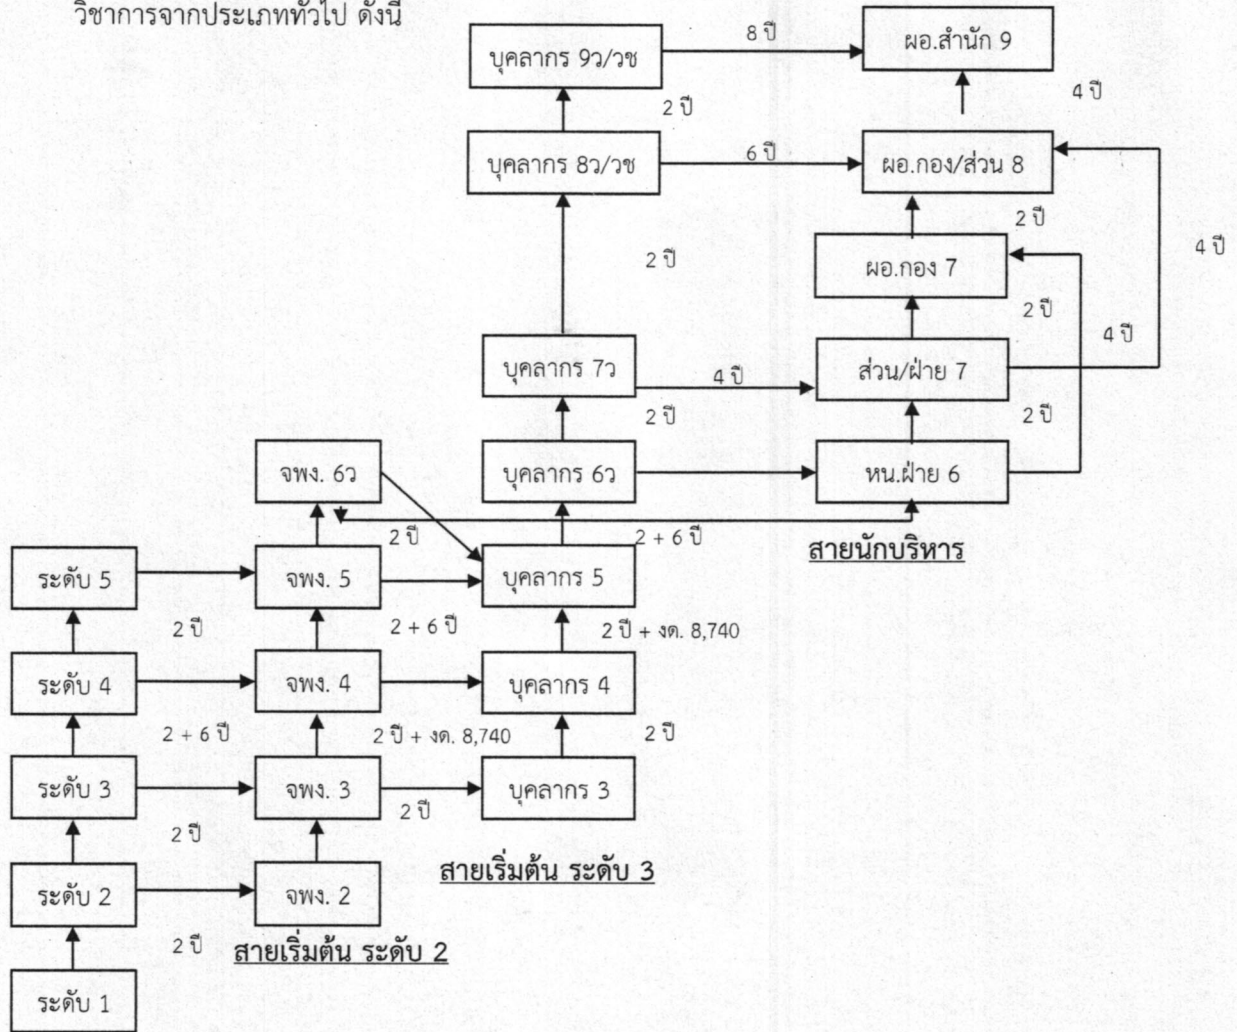 วิชาการจากประเภททั่วไป ดังนี้
บุคลากร 9ว/วช
8 ปี
ผอ.สำนัก 9
2 ปี
4 ปี
บุคลากร 8ว/วช
6 ปี
ผอ.กอง/ส่วน 8
2 ปี
2 ปี
4 ปี
ผอ.กอง 7
2 ปี
4 ปี
บุคลากร 7ว
4 ปี
ส่วน/ฝ่าย 7
2 ปี
2 ปี
จพง. 6ว
บุคลากร 6ว
หน.ฝ่าย 6
2 ปี
2 + 6 ปี
สายนักบริหาร
ระดับ 5
จพง. 5
บุคลากร 5
2 ปี
2 + 6 ปี
2 ปี + งด. 8,740
ระดับ 4
จพง. 4
บุคลากร 4
2 + 6 ปี
2 ปี + งด. 8,740
2 ปี
ระดับ 3
จพง. 3
บุคลากร 3
2 ปี
2 ปี
สายเริ่มต้น ระดับ 3
ระดับ 2
จพง. 2
2 ปี
สายเริ่มต้น ระดับ 2
ระดับ 1